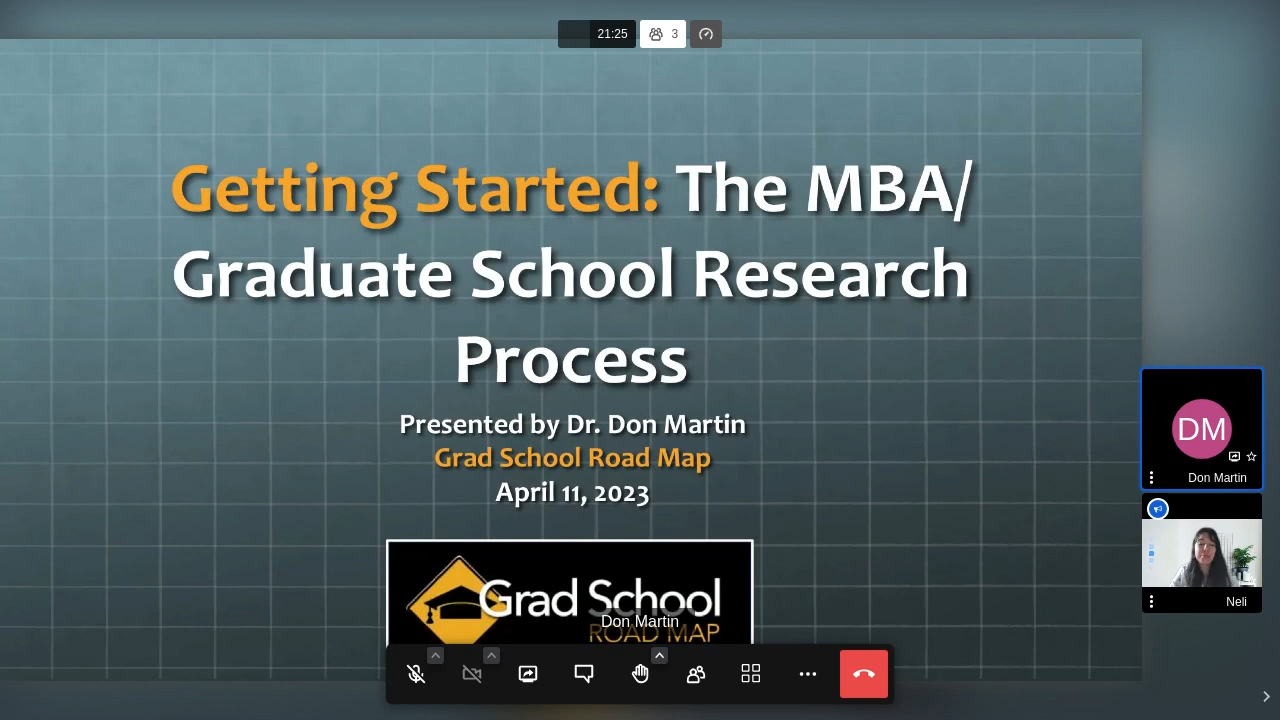 21:25
3
Getting Started: The MBA/
Graduate School Research
Process
Presented by Dr. Don Martin
Grad School Road Map
April 11, 2023
Grad School
ROAD MAP
Don Martin
DM
Don Martin
Neli